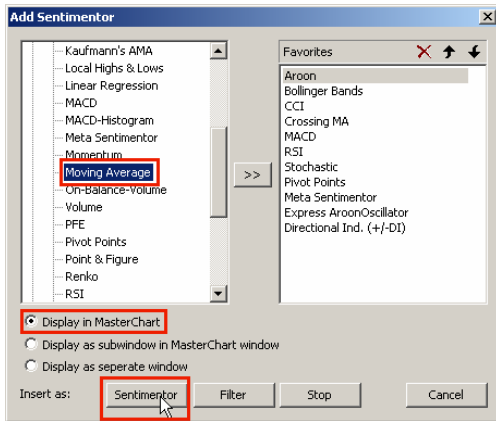 Add Sentimentor
Kaufmann's AMA
Local Highs & Lows
Linear Regression
MACD
MACD-Histogram
Meta Sentimentor
Momentum
Moving Average
On-Balance-Volume
Volume
PFE
Pivot Points
Point & Figure
Renko
RSI
>>
Favorites
Aroon
Bollinger Bands
CCI
Crossing MA
MACD
RSI
Stochastic
Pivot Points
Meta Sentimentor
Express AroonOscillator
Directional Ind. (+/-DI)
Display in MasterChart
Display as subwindow in MasterChart window
Display as seperate window
Insert as: Sentimentor Filter Stop Cancel